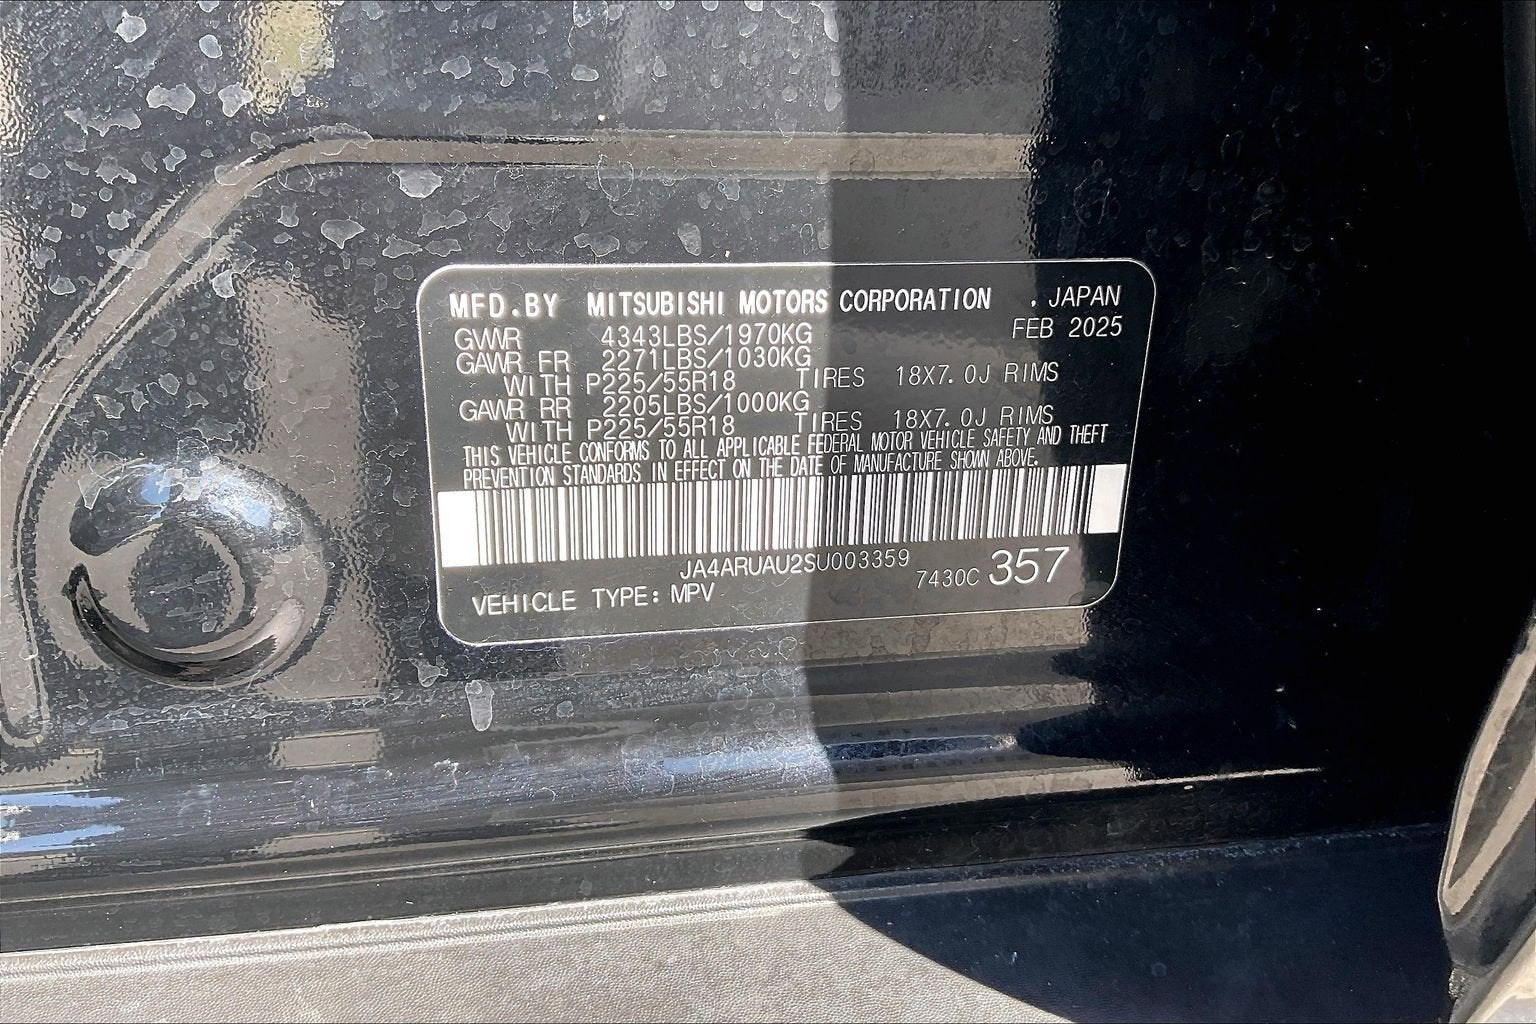 MFD.BY MITSUBISHI MOTORS CORPORATION . JAPAN
FEB 2025
GVWR 4343LBS/1970KG
GAWR FR 2271LBS/1030KG
WITH P225/55R18 TIRES 18X7.0J RIMS
GAWR RR 2205LBS/1000KG
WITH P225/55R18 TIRES 18X7.0J RIMS
THIS VEHICLE CONFORMS TO ALL APPLICABLE FEDERAL MOTOR VEHICLE SAFETY AND THEFT
PREVENTION STANDARDS IN EFFECT ON THE DATE OF MANUFACTURE SHOWN ABOVE.
JA4ARUAU2SU003359
7430C 357
VEHICLE TYPE: MPV